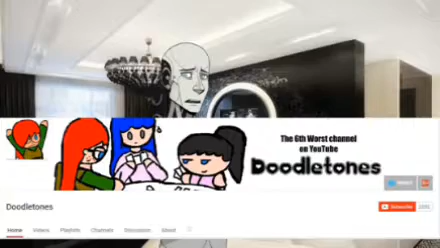 The 6th Worst channel
on YouTube
Doodletones
Doodletones
Subscribe
Home Videos Playlists Channels Discussion About